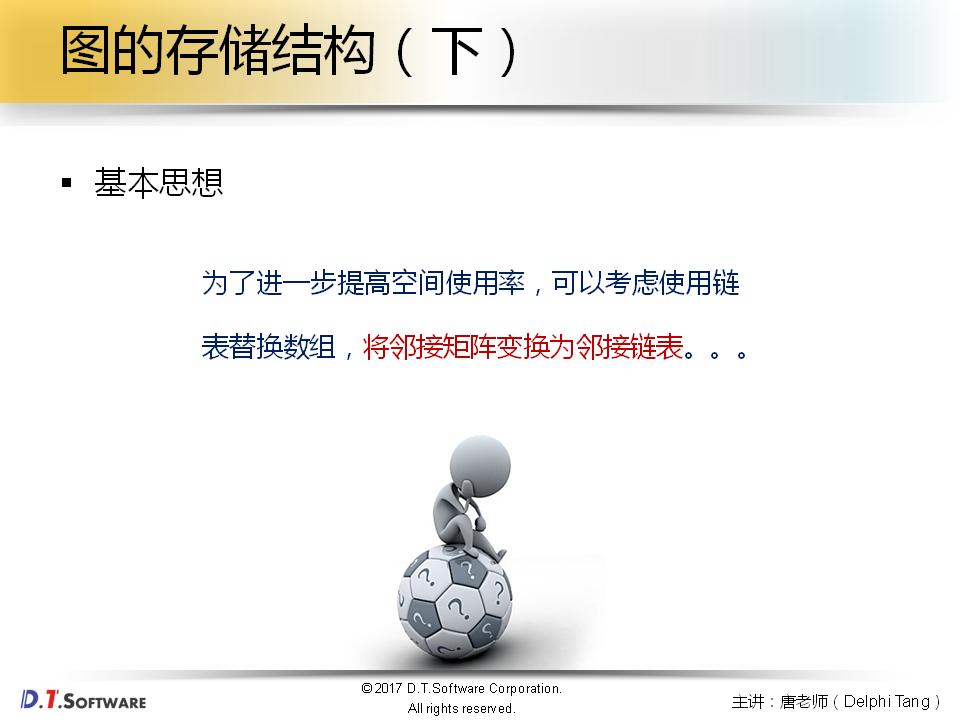 图的存储结构（下）
▪ 基本思想
为了进一步提高空间使用率，可以考虑使用链
表替换数组，将邻接矩阵变换为邻接链表。。。
? ? ? ? ? ?
D.T.SOFTWARE
©2017 D.T.Software Corporation.
All rights reserved.
主讲：唐老师（Delphi Tang）